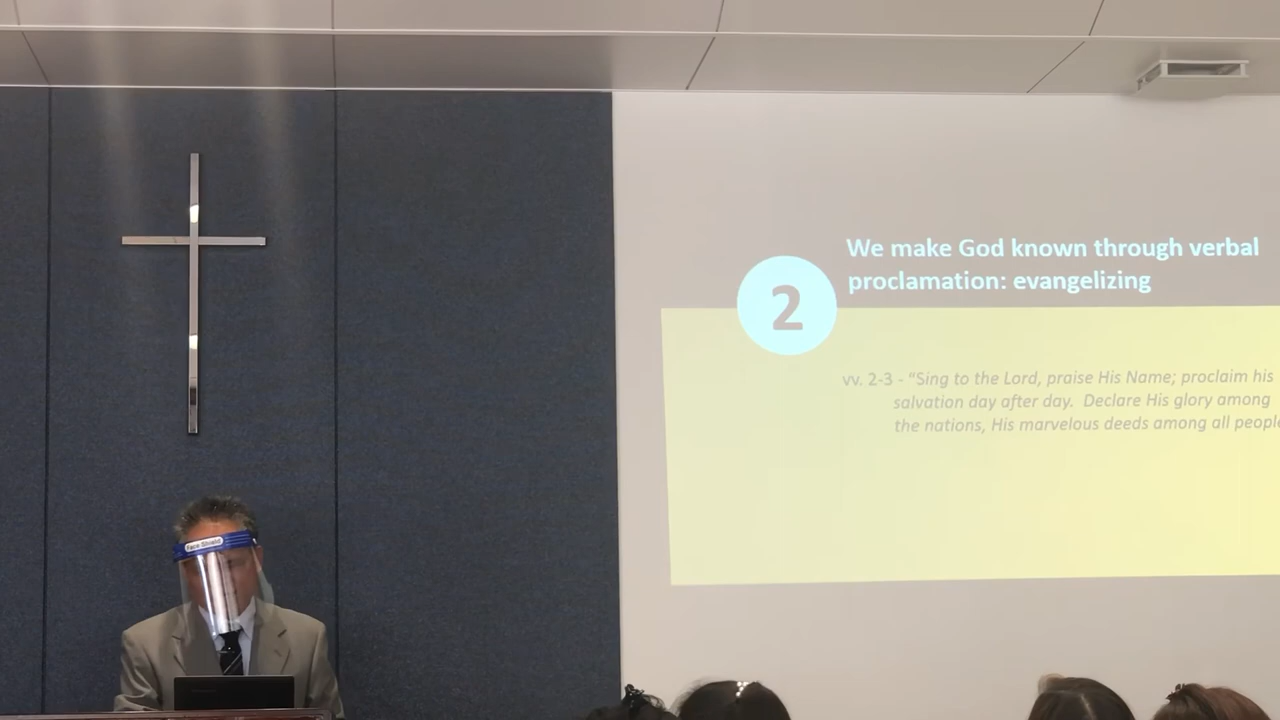 We make God known through verbal
proclamation: evangelizing
2
vv. 2-3 - "Sing to the Lord, praise His Name; proclaim his
salvation day after day. Declare His glory among
the nations, His marvelous deeds among all people
Face Shield